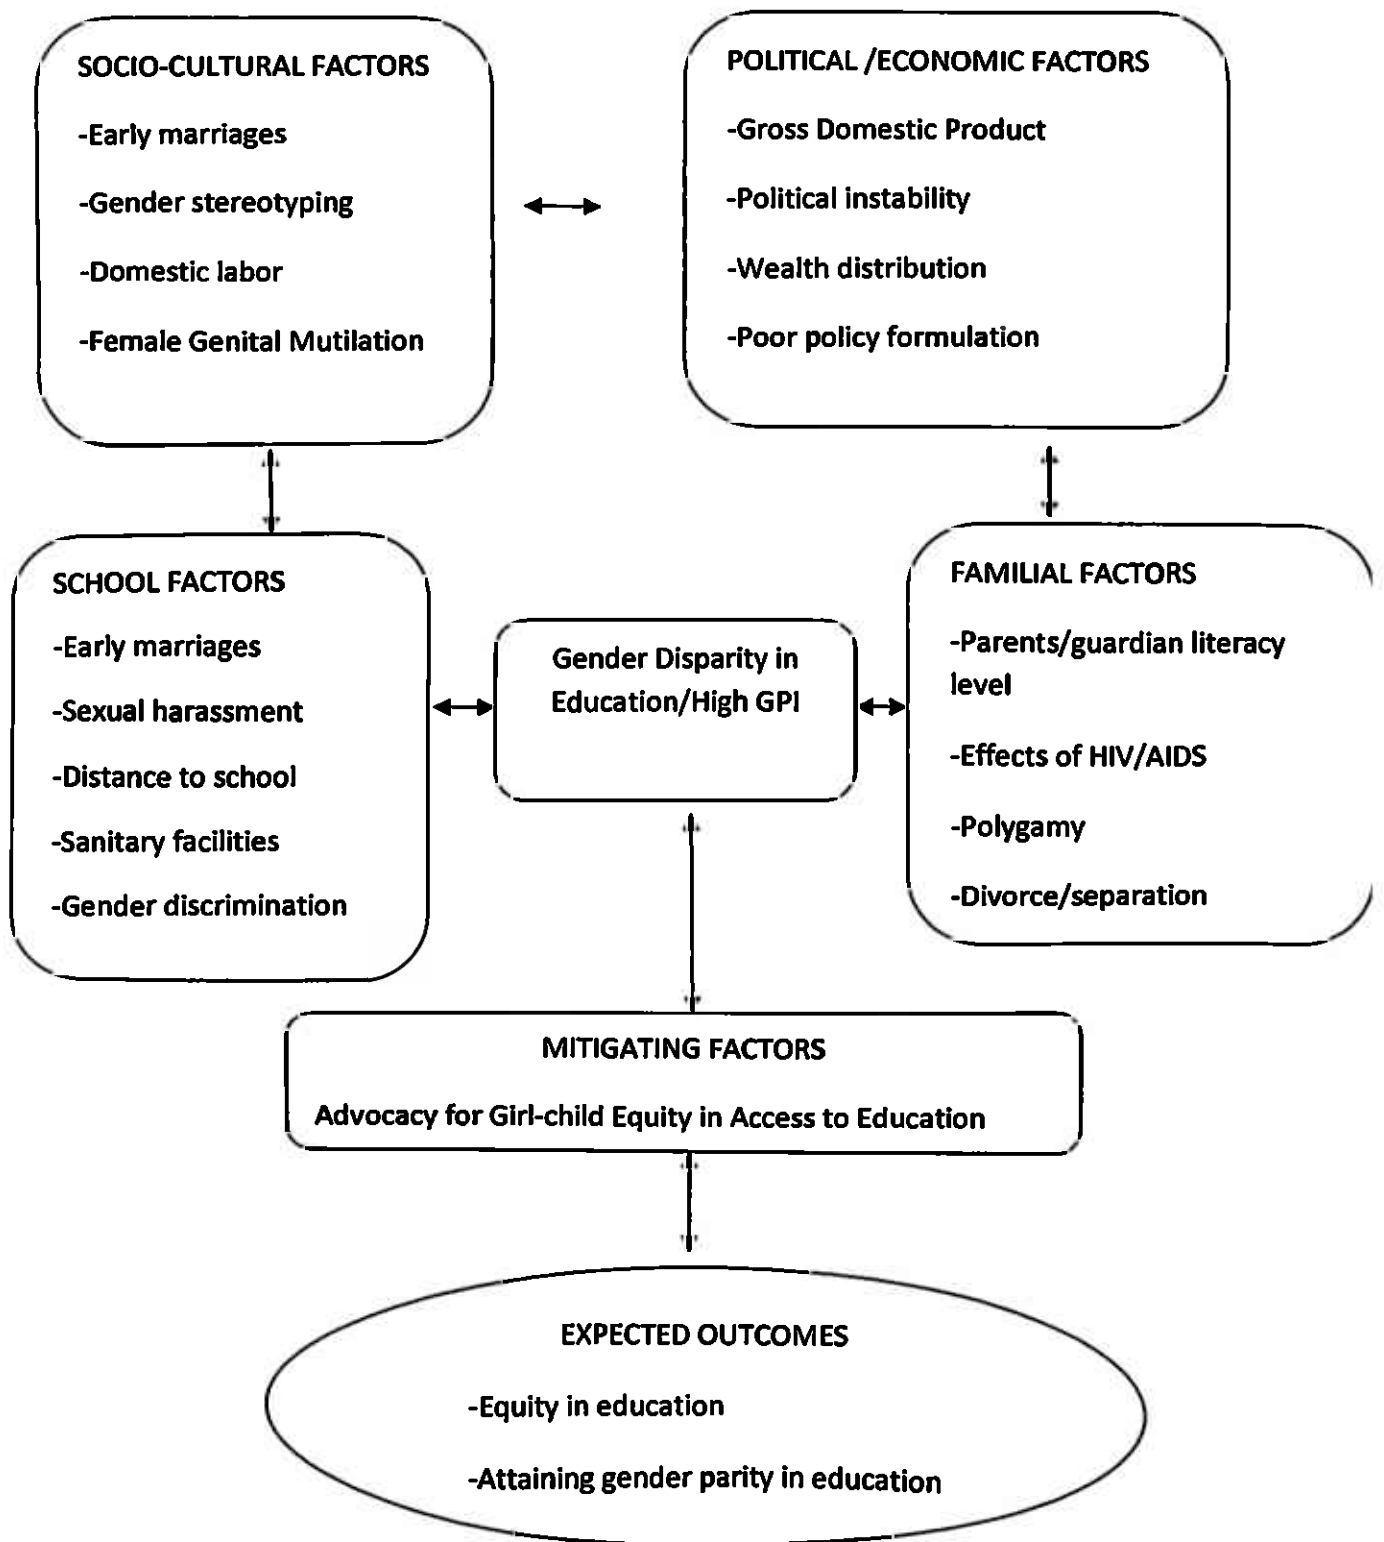 SOCIO-CULTURAL FACTORS
-Early marriages
-Gender stereotyping
-Domestic labor
-Female Genital Mutilation
POLITICAL /ECONOMIC FACTORS
-Gross Domestic Product
-Political instability
-Wealth distribution
-Poor policy formulation
SCHOOL FACTORS
-Early marriages
-Sexual harassment
-Distance to school
-Sanitary facilities
-Gender discrimination
Gender Disparity in
Education/High GPI
FAMILIAL FACTORS
-Parents/guardian literacy
level
-Effects of HIV/AIDS
-Polygamy
-Divorce/separation
MITIGATING FACTORS
Advocacy for Girl-child Equity in Access to Education
EXPECTED OUTCOMES
-Equity in education
-Attaining gender parity in education